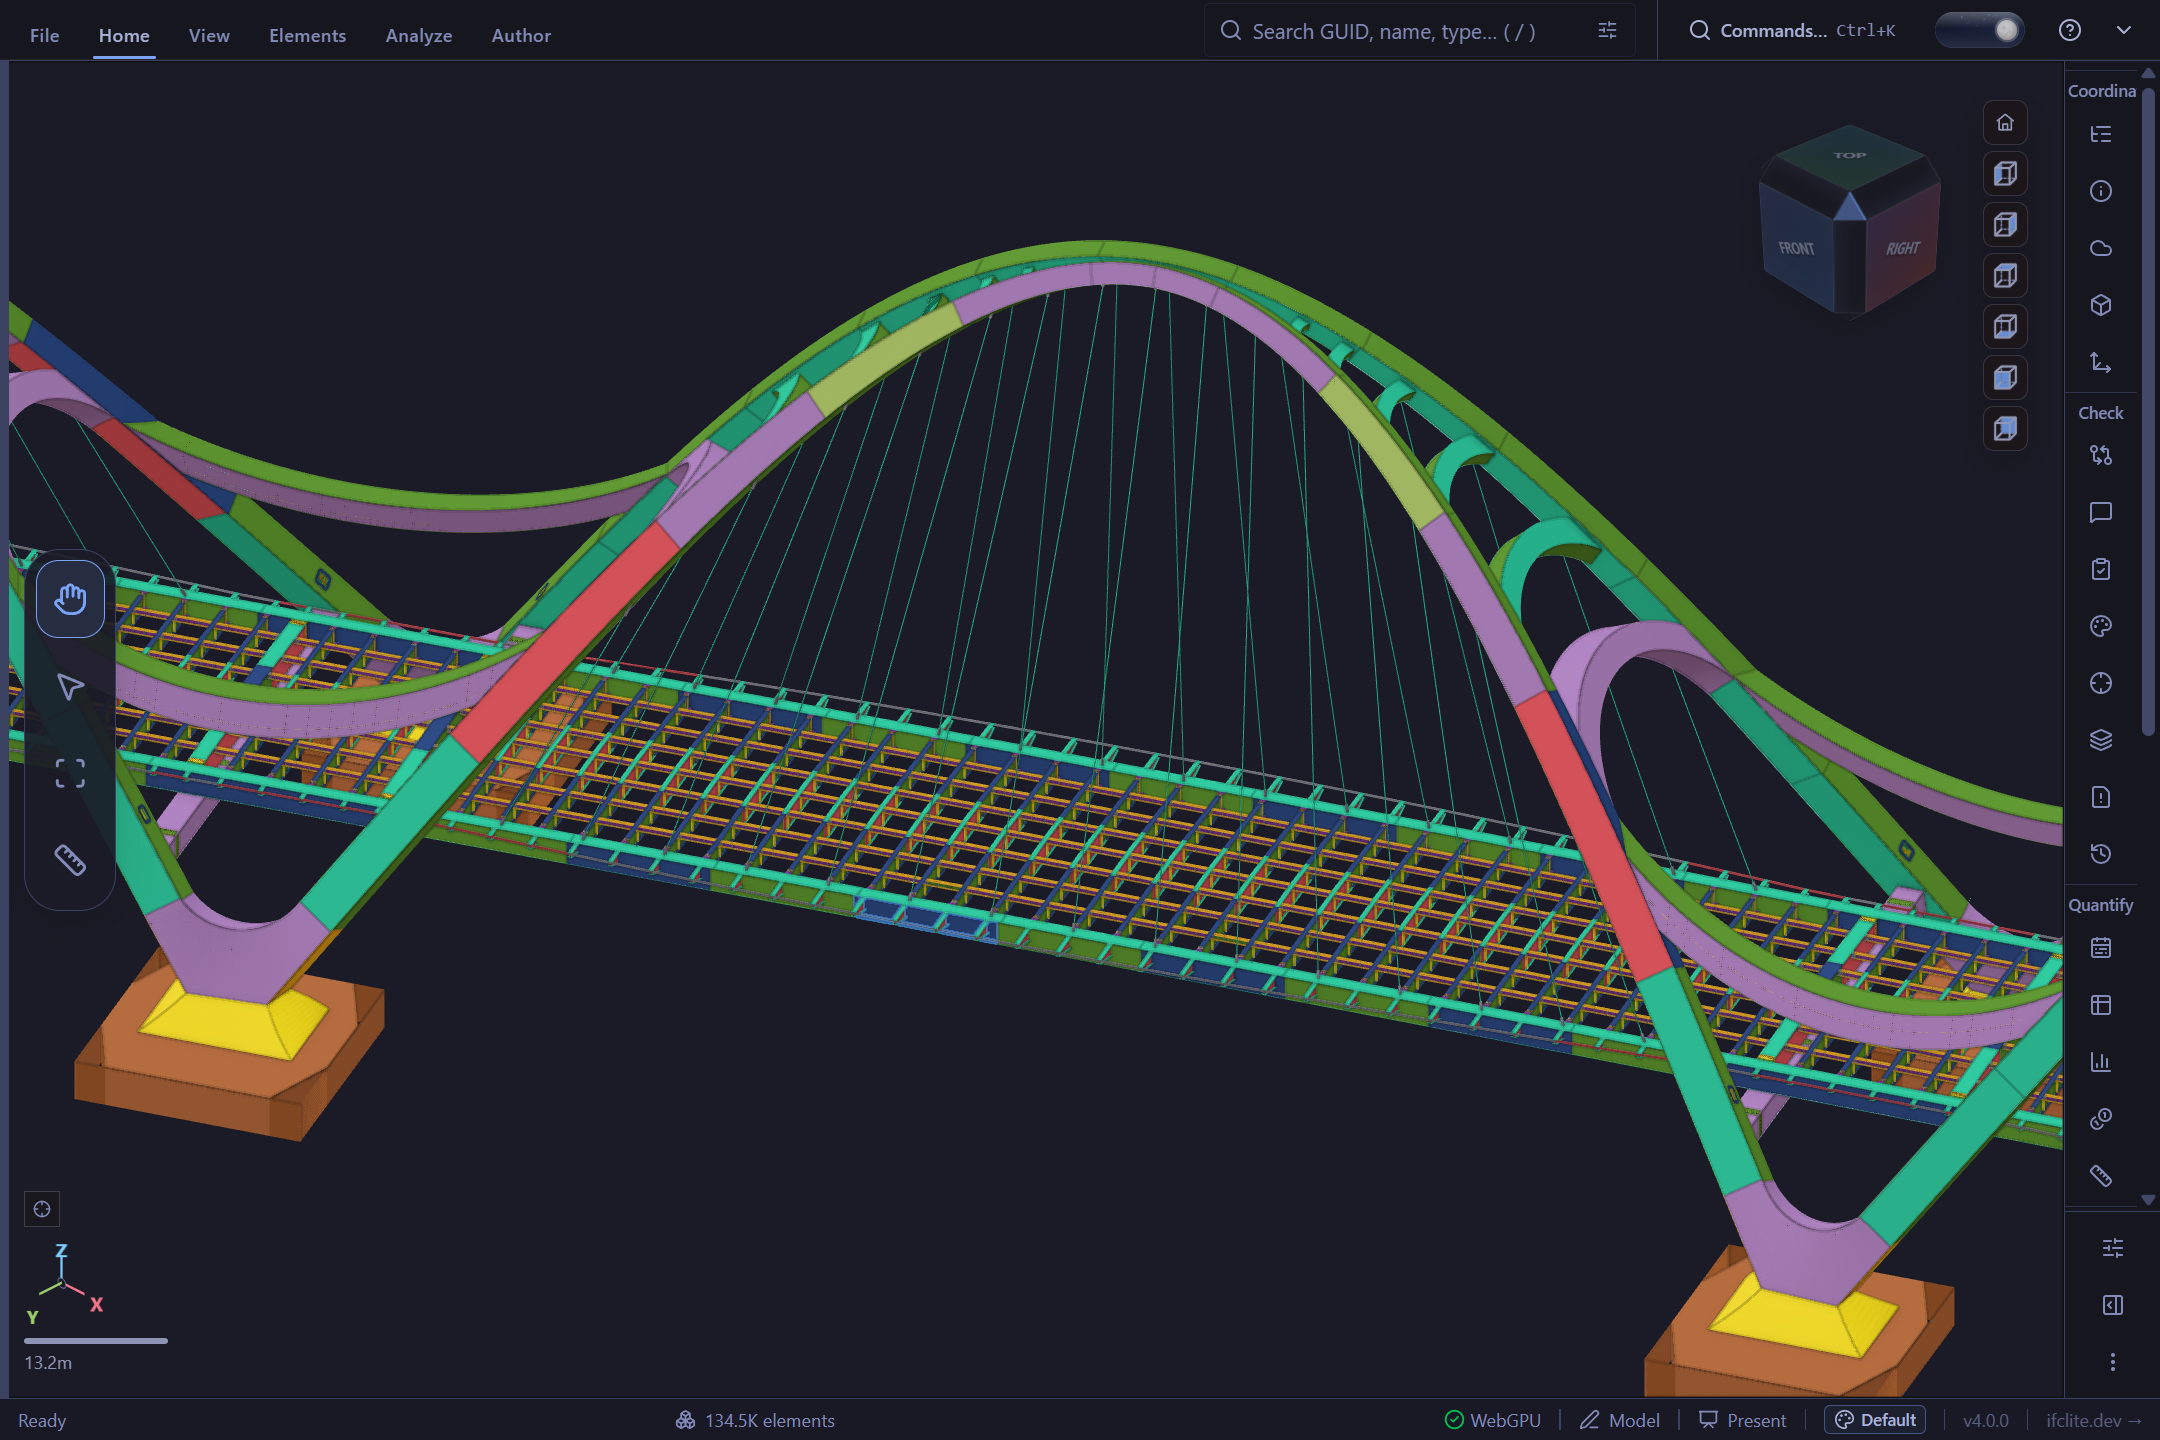 File Home View Elements Analyze Author
Search GUID, name, type... ( / )
Commands... Ctrl+K
TOP
FRONT RIGHT
Coordina
Check
Quantify
Z
Y X
13.2m
Ready
134.5K elements
WebGPU
Model
Present
Default
v4.0.0
ifclite.dev →